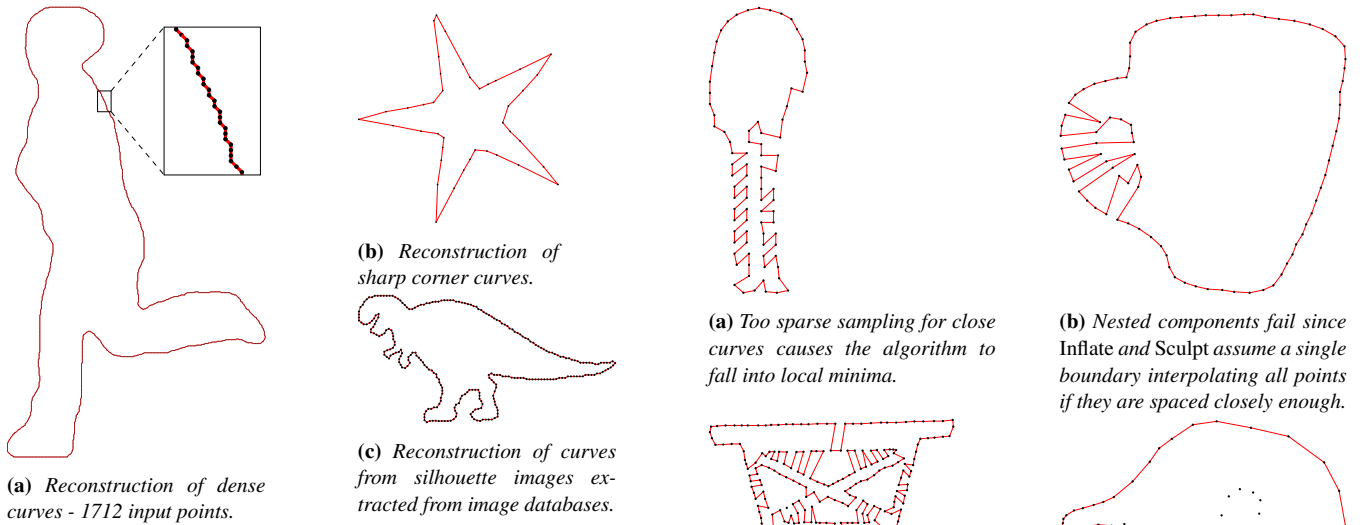 (a) Reconstruction of dense
curves - 1712 input points.
(b) Reconstruction of
sharp corner curves.
(c) Reconstruction of curves
from silhouette images ex-
tracted from image databases.
(a) Too sparse sampling for close
curves causes the algorithm to
fall into local minima.
(b) Nested components fail since
Inflate and Sculpt assume a single
boundary interpolating all points
if they are spaced closely enough.